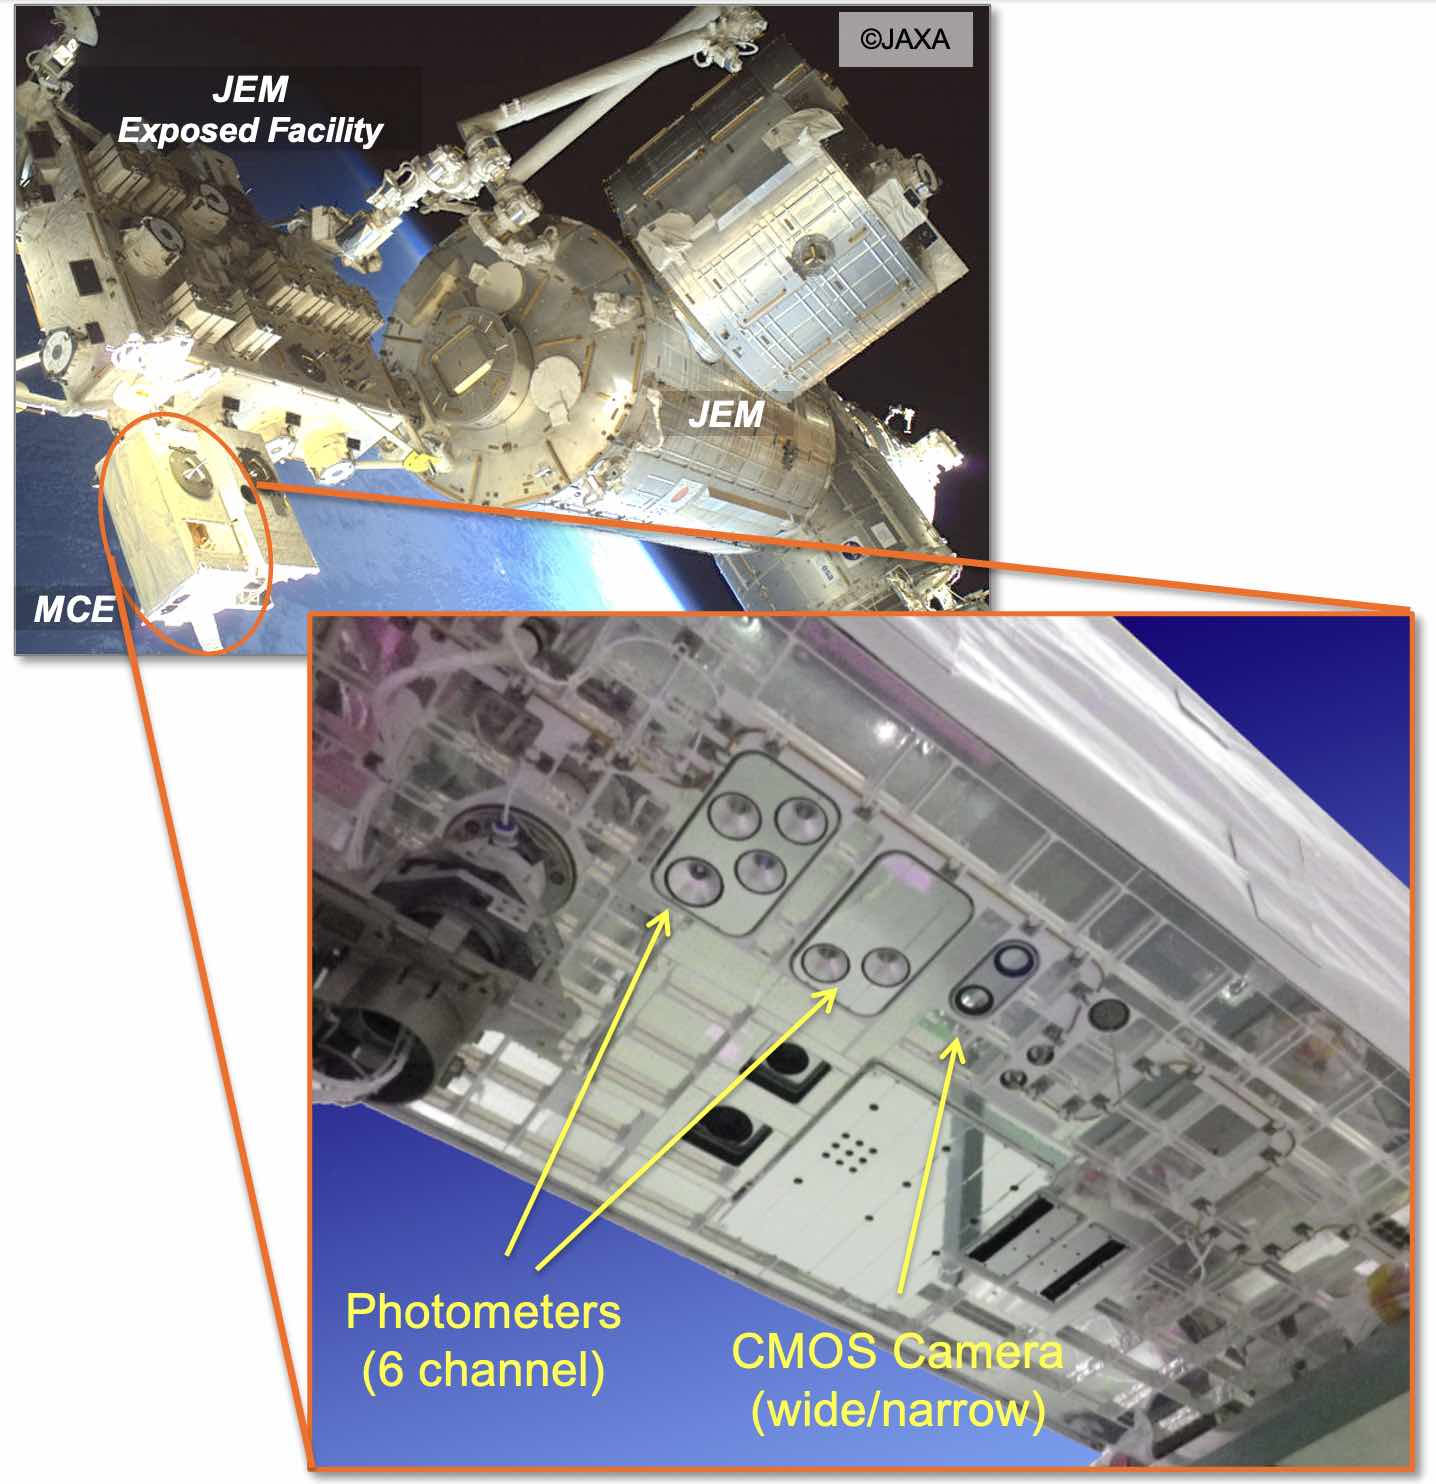 ©JAXA
JEM
Exposed Facility
JEM
MCE
Photometers
(6 channel)
CMOS Camera
(wide/narrow)